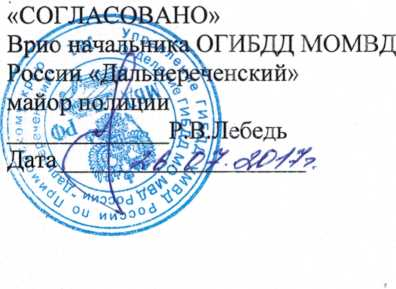 «СОГЛАСОВАНО»
Врио начальника ОГИБДД МОМВД
России «Дальнереченский»
майор полиции
Р.В.Лебедь
Дата 26.07.2017г.